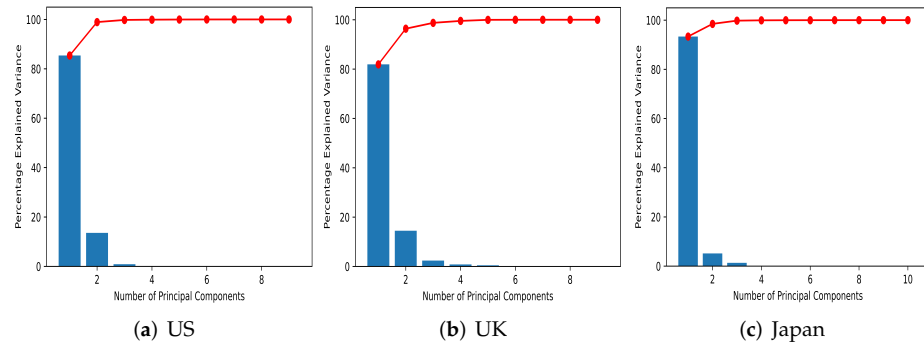 100
80
60
40
20
0
Percentage Explained Variance
2 4 6 8
Number of Principal Components
(a) US
100
80
60
40
20
0
Percentage Explained Variance
2 4 6 8
Number of Principal Components
(b) UK
100
80
60
40
20
0
Percentage Explained Variance
2 4 6 8 10
Number of Principal Components
(c) Japan